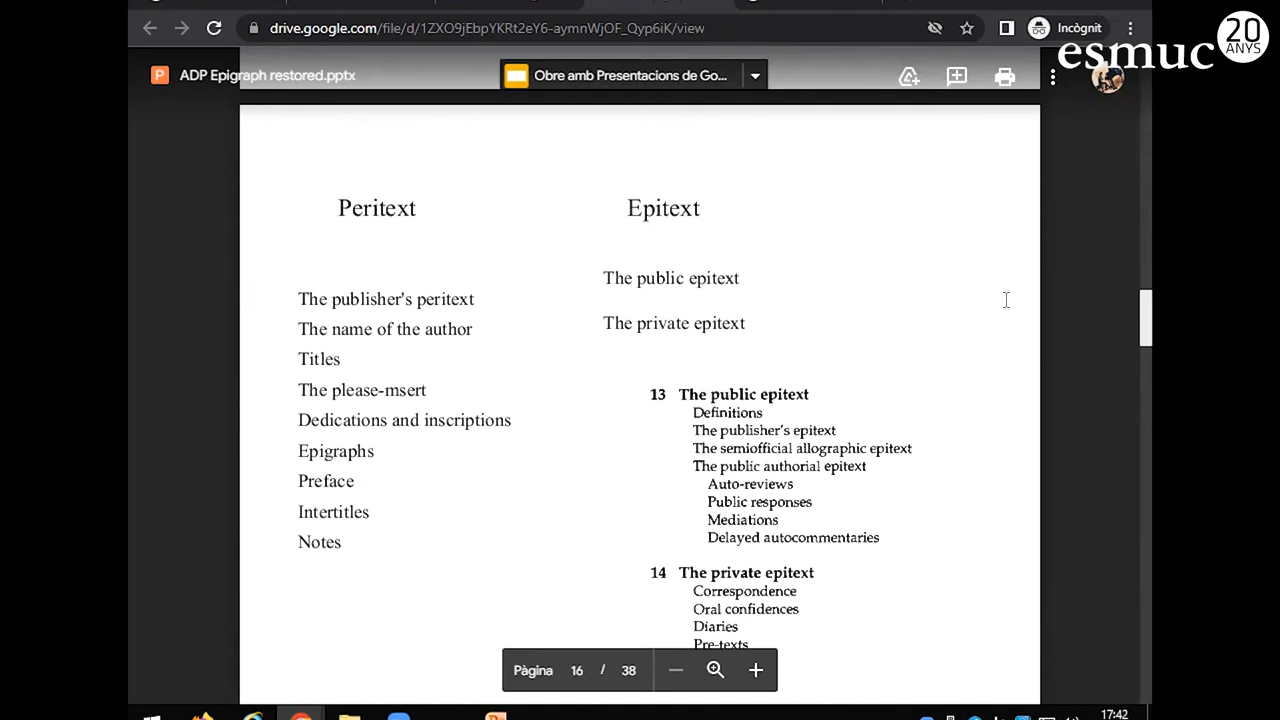 drive.google.com/file/d/1ZXO9jEbpYKRt2eY6-aymnWjOF_Qyp6iK/view
Incògnit
20
ANYS
esmuc
P
ADP Epigraph restored.pptx
Obre amb Presentacions de Go...
Peritext
Epitext
The publisher's peritext
The name of the author
Titles
The please-msert
Dedications and inscriptions
Epigraphs
Preface
Intertitles
Notes
The public epitext
The private epitext
13 The public epitext
Definitions
The publisher's epitext
The semiofficial allographic epitext
The public authorial epitext
Auto-reviews
Public responses
Mediations
Delayed autocommentaries
14 The private epitext
Correspondence
Oral confidences
Diaries
Pre-texts
Pàgina 16 / 38
17:42